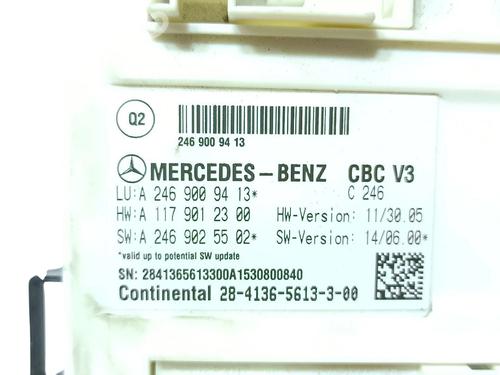 Q2
246 900 94 13
MERCEDES-BENZ CBC V3
LU:A 246 900 94 13* C 246
HW:A 117 901 23 00 HW-Version: 11/30.05
SW:A 246 902 55 02* SW-Version: 14/06.00*
*valid up to potential SW update
SN: 2841365613300A1530800840
Continental 28-4136-5613-3-00